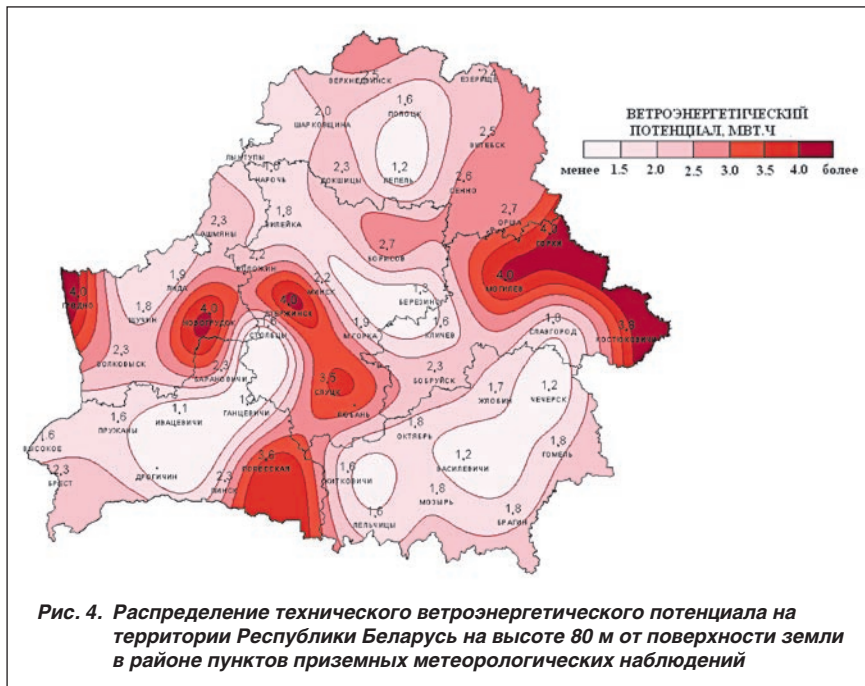 2,5
ВЕРХНЕДВИНСК
2,4
ЕЗЕРИЩЕ
2,0
ШАРКОВЩИНА
1,6
ПОЛОЦК
2,5
ВИТЕБСК
ВЕТРОЭНЕРГЕТИЧЕСКИЙ
ПОТЕНЦИАЛ, МВТ.Ч
менее 1.5 2.0 2.5 3.0 3.5 4.0 более
1,6
ЛЫНТУПЫ
НАРОЧЬ
2,3
ДОКШИЦЫ
1,2
ЛЕПЕЛЬ
2,6
СЕННО
2,7
ОРША
2,3
ОШМЯНЫ
1,8
ВИЛЕЙКА
2,7
БОРИСОВ
4,0
ГОРКИ
4,0
ГРОДНО
1,9
ЛИДА
2,2
ВОЛОЖИН
2,2
МИНСК
1,3
БЕРЕЗИНО
4,0
МОГИЛЕВ
1,8
ЩУЧИН
4,0
НОВОГРУДОК
4,0
ДЗЕРЖИНСК
СТОЛБЦЫ
1,9
М.ГОРКА
1,6
КЛИЧЕВ
СЛАВГОРОД
3,8
КОСТЮКОВИЧИ
2,3
ВОЛКОВЫСК
2,3
БАРАНОВИЧИ
3,5
СЛУЦК
2,3
БОБРУЙСК
1,7
ЖЛОБИН
1,2
ЧЕЧЕРСК
1,6
ВЫСОКОЕ
1,6
ПРУЖАНЫ
1,1
ИВАЦЕВИЧИ
ГАНЦЕВИЧИ
ЛЮБАНЬ
1,8
ОКТЯБРЬ
2,3
БРЕСТ
ДРОГИЧИН
2,3
ПИНСК
3,6
ПОЛЕССКАЯ
1,6
ЖИТКОВИЧИ
1,2
ВАСИЛЕВИЧИ
1,8
ГОМЕЛЬ
1,6
ЛЕЛЬЧИЦЫ
1,8
МОЗЫРЬ
1,8
БРАГИН
Рис. 4. Распределение технического ветроэнергетического потенциала на
территории Республики Беларусь на высоте 80 м от поверхности земли
в районе пунктов приземных метеорологических наблюдений